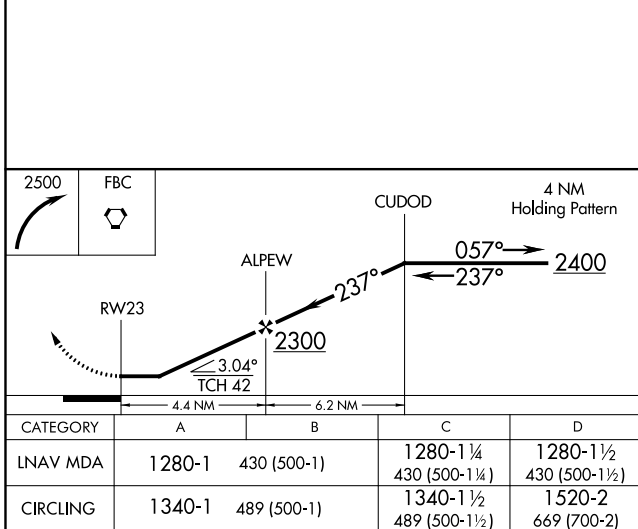 2500 FBC
4 NM
Holding Pattern
CUDOD
057°
2400
237°
ALPEW
237°
RW23
2300
3.04°
TCH 42
4.4 NM 6.2 NM
CATEGORY A B C D
LNAV MDA 1280-1 430 (500-1) 1280-1¼ 430 (500-1¼) 1280-1½ 430 (500-1½)
CIRCLING 1340-1 489 (500-1) 1340-1½ 489 (500-1½) 1520-2 669 (700-2)